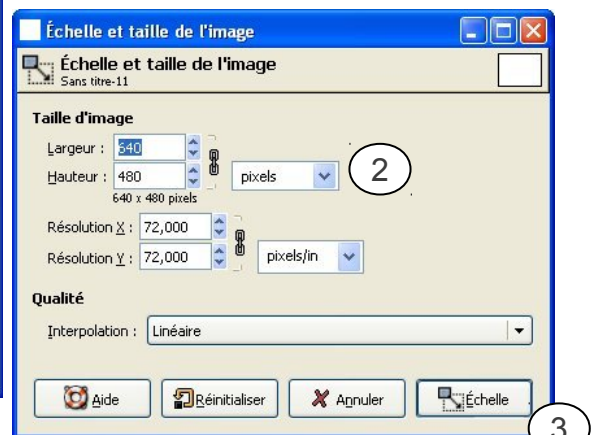 Échelle et taille de l'image
Échelle et taille de l'image
Sans titre-11
Taille d'image
Largeur : 640
Hauteur : 480 pixels
2
640 x 480 pixels
Résolution X : 72,000
Résolution Y : 72,000 pixels/in
Qualité
Interpolation : Linéaire
Aide Réinitialiser Annuler Échelle
3